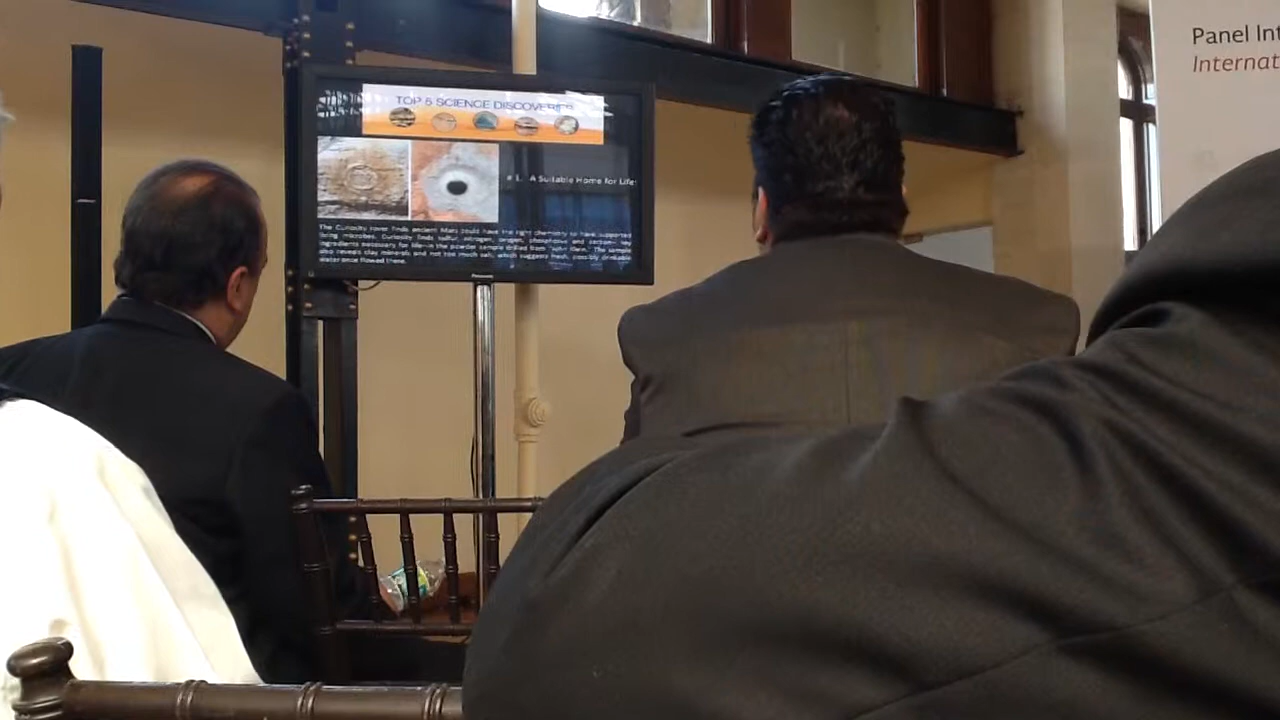 TOP 5 SCIENCE DISCOVERIES
# 1. A Suitable Home for Life
The Curiosity rover finds ancient Mars could have the right chemistry to have supported
living microbes. Curiosity finds sulfur, nitrogen, oxygen, phosphorus and carbon-- key
ingredients necessary for life--in the powder sample drilled from "John Klein." The sample
also reveals clay minerals and not too much salt, which suggests fresh, possibly drinkable
water once flowed there.
Panasonic
Panel Int
Internat